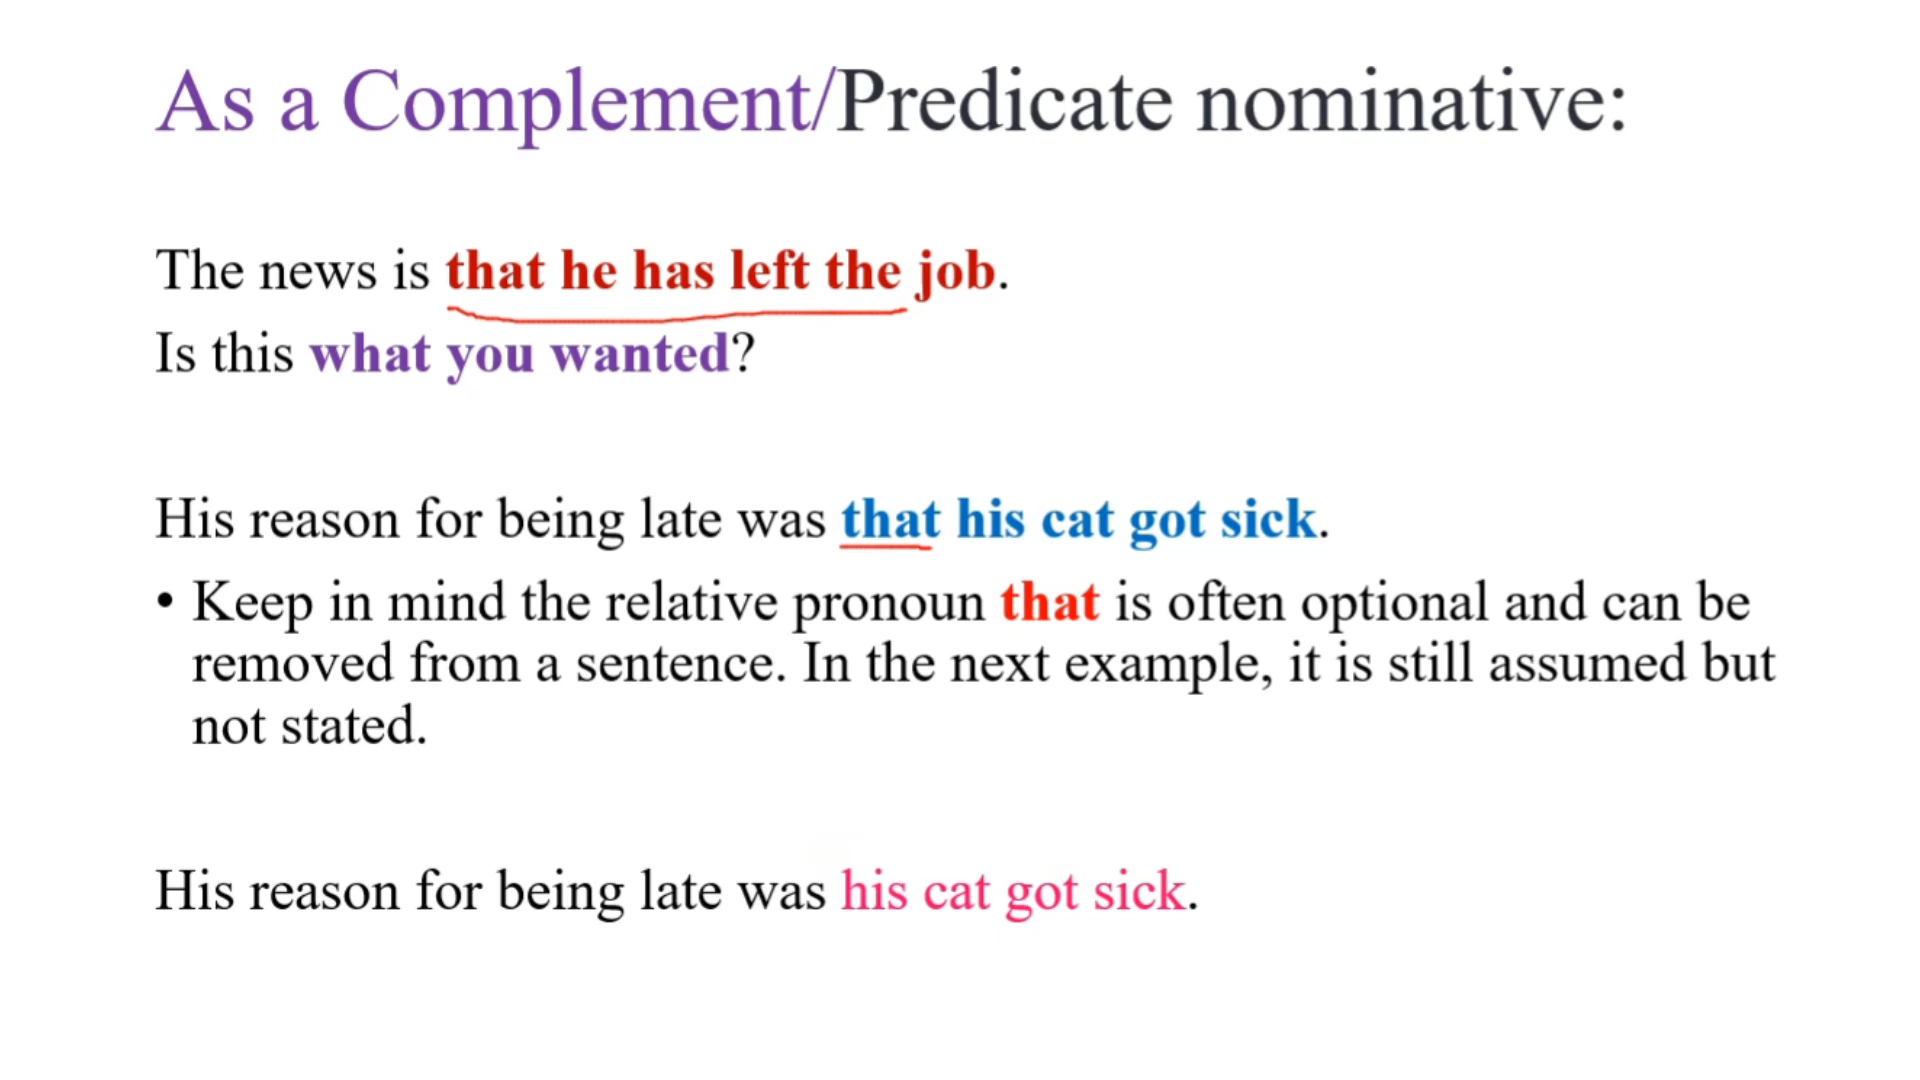 As a Complement/Predicate nominative:
The news is that he has left the job.
Is this what you wanted?
His reason for being late was that his cat got sick.
• Keep in mind the relative pronoun that is often optional and can be
removed from a sentence. In the next example, it is still assumed but
not stated.
His reason for being late was his cat got sick.